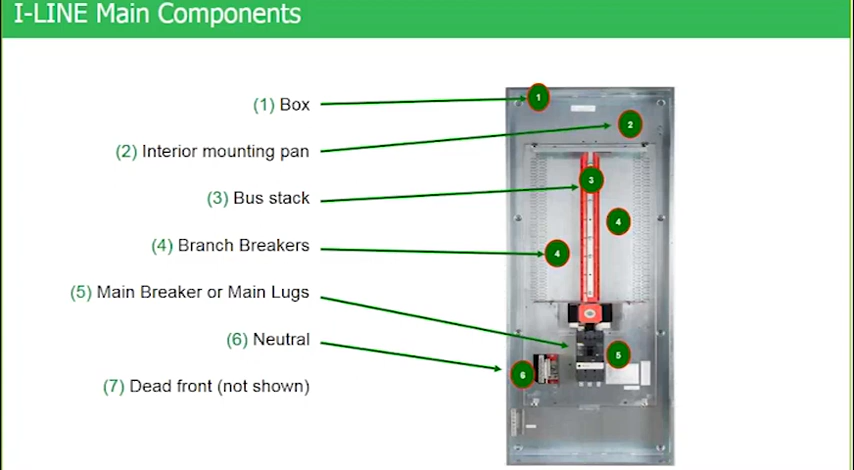 I-LINE Main Components
(1) Box
(2) Interior mounting pan
(3) Bus stack
(4) Branch Breakers
(5) Main Breaker or Main Lugs
(6) Neutral
(7) Dead front (not shown)
1
2
3
4
4
5
6